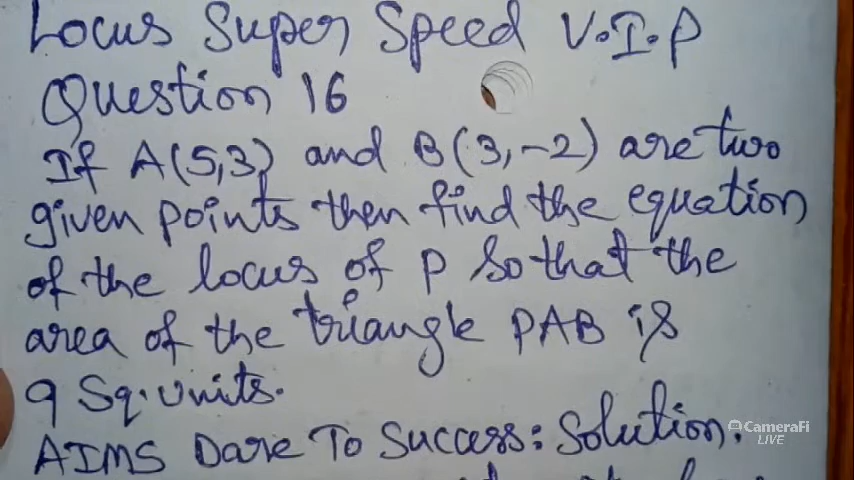 Locus Super Speed V.I.P
Question 16
If A(5,3) and B(3,-2) are two
given points then find the equation
of the locus of P so that the
area of the triangle PAB is
9 Sq.units.
AIMS Dare To Success: Solution.
CameraFi
LIVE